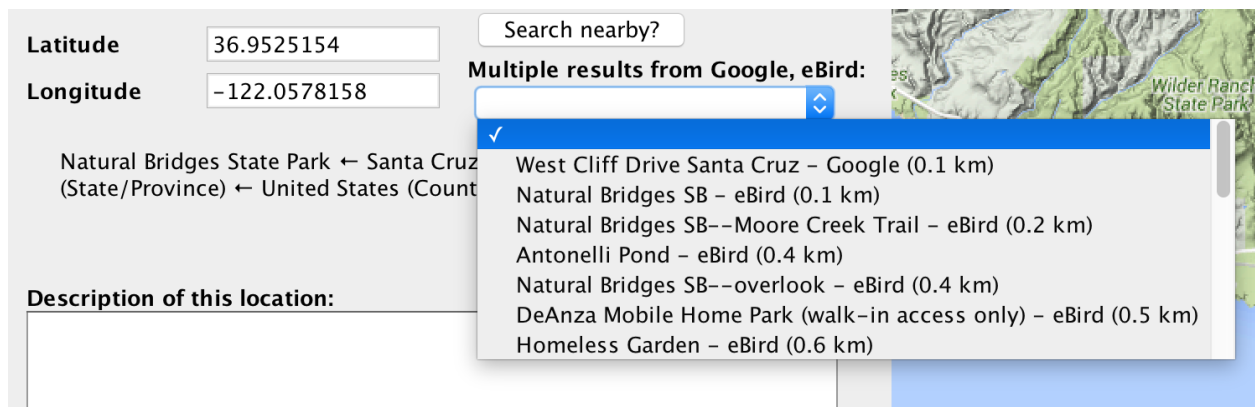 Latitude
36.9525154
Search nearby?
Longitude
-122.0578158
Multiple results from Google, eBird:
✓
West Cliff Drive Santa Cruz – Google (0.1 km)
Natural Bridges SB – eBird (0.1 km)
Natural Bridges SB--Moore Creek Trail – eBird (0.2 km)
Antonelli Pond – eBird (0.4 km)
Natural Bridges SB--overlook – eBird (0.4 km)
DeAnza Mobile Home Park (walk-in access only) – eBird (0.5 km)
Homeless Garden – eBird (0.6 km)
Natural Bridges State Park ← Santa Cruz
(State/Province) ← United States (Count
Description of this location:
Wilder Ranch
State Park